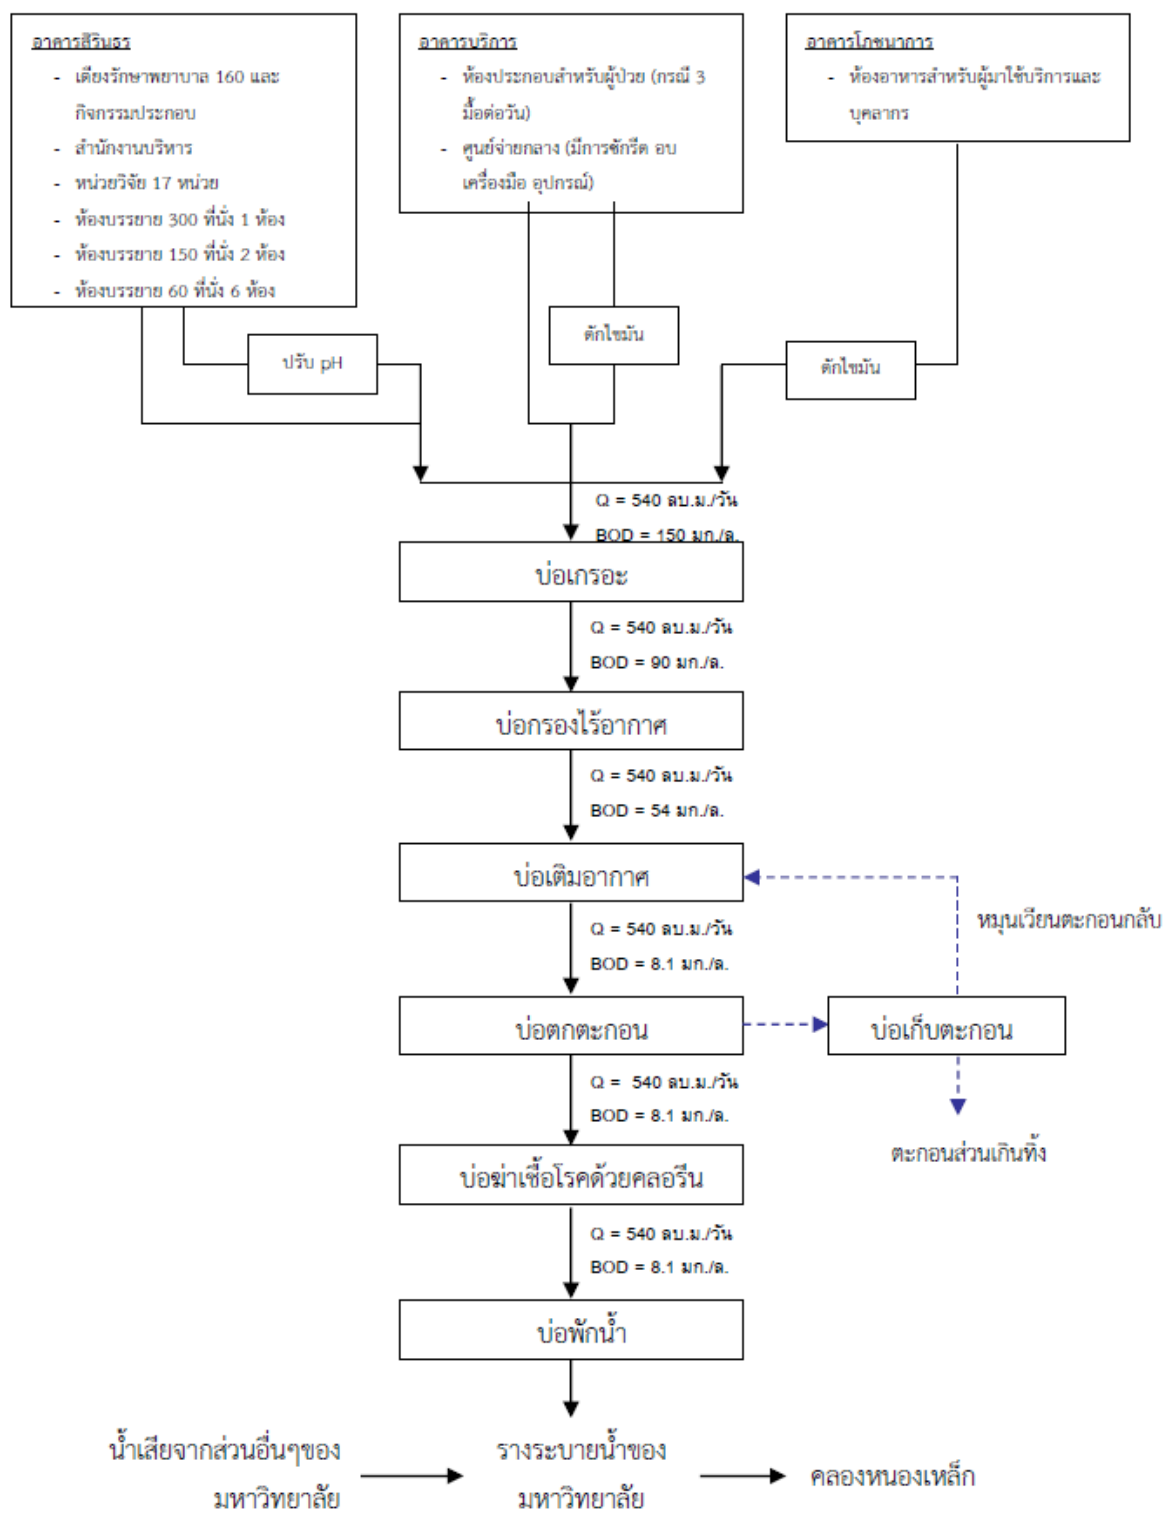 อาคารสิรินธร
- เตียงรักษาพยาบาล 160 และ
กิจกรรมประกอบ
- สำนักงานบริหาร
- หน่วยวิจัย 17 หน่วย
- ห้องบรรยาย 300 ที่นั่ง 1 ห้อง
- ห้องบรรยาย 150 ที่นั่ง 2 ห้อง
- ห้องบรรยาย 60 ที่นั่ง 6 ห้อง
อาคารบริการ
- ห้องประกอบสำหรับผู้ป่วย (กรณี 3
มื้อต่อวัน)
- ศูนย์จ่ายกลาง (มีการซักรีด อบ
เครื่องมือ อุปกรณ์)
อาคารโภชนาการ
- ห้องอาหารสำหรับผู้มาใช้บริการและ
บุคลากร
ปรับ pH
ดักไขมัน
ดักไขมัน
Q = 540 ลบ.ม./วัน
BOD = 150 มก./ล.
บ่อเกรอะ
Q = 540 ลบ.ม./วัน
BOD = 90 มก./ล.
บ่อกรองไร้อากาศ
Q = 540 ลบ.ม./วัน
BOD = 54 มก./ล.
บ่อเติมอากาศ
หมุนเวียนตะกอนกลับ
Q = 540 ลบ.ม./วัน
BOD = 8.1 มก./ล.
บ่อตกตะกอน
บ่อเก็บตะกอน
Q = 540 ลบ.ม./วัน
BOD = 8.1 มก./ล.
ตะกอนส่วนเกินทิ้ง
บ่อฆ่าเชื้อโรคด้วยคลอรีน
Q = 540 ลบ.ม./วัน
BOD = 8.1 มก./ล.
บ่อพักน้ำ
น้ำเสียจากส่วนอื่นๆของ
มหาวิทยาลัย
รางระบายน้ำของ
มหาวิทยาลัย
คลองหนองเหล็ก